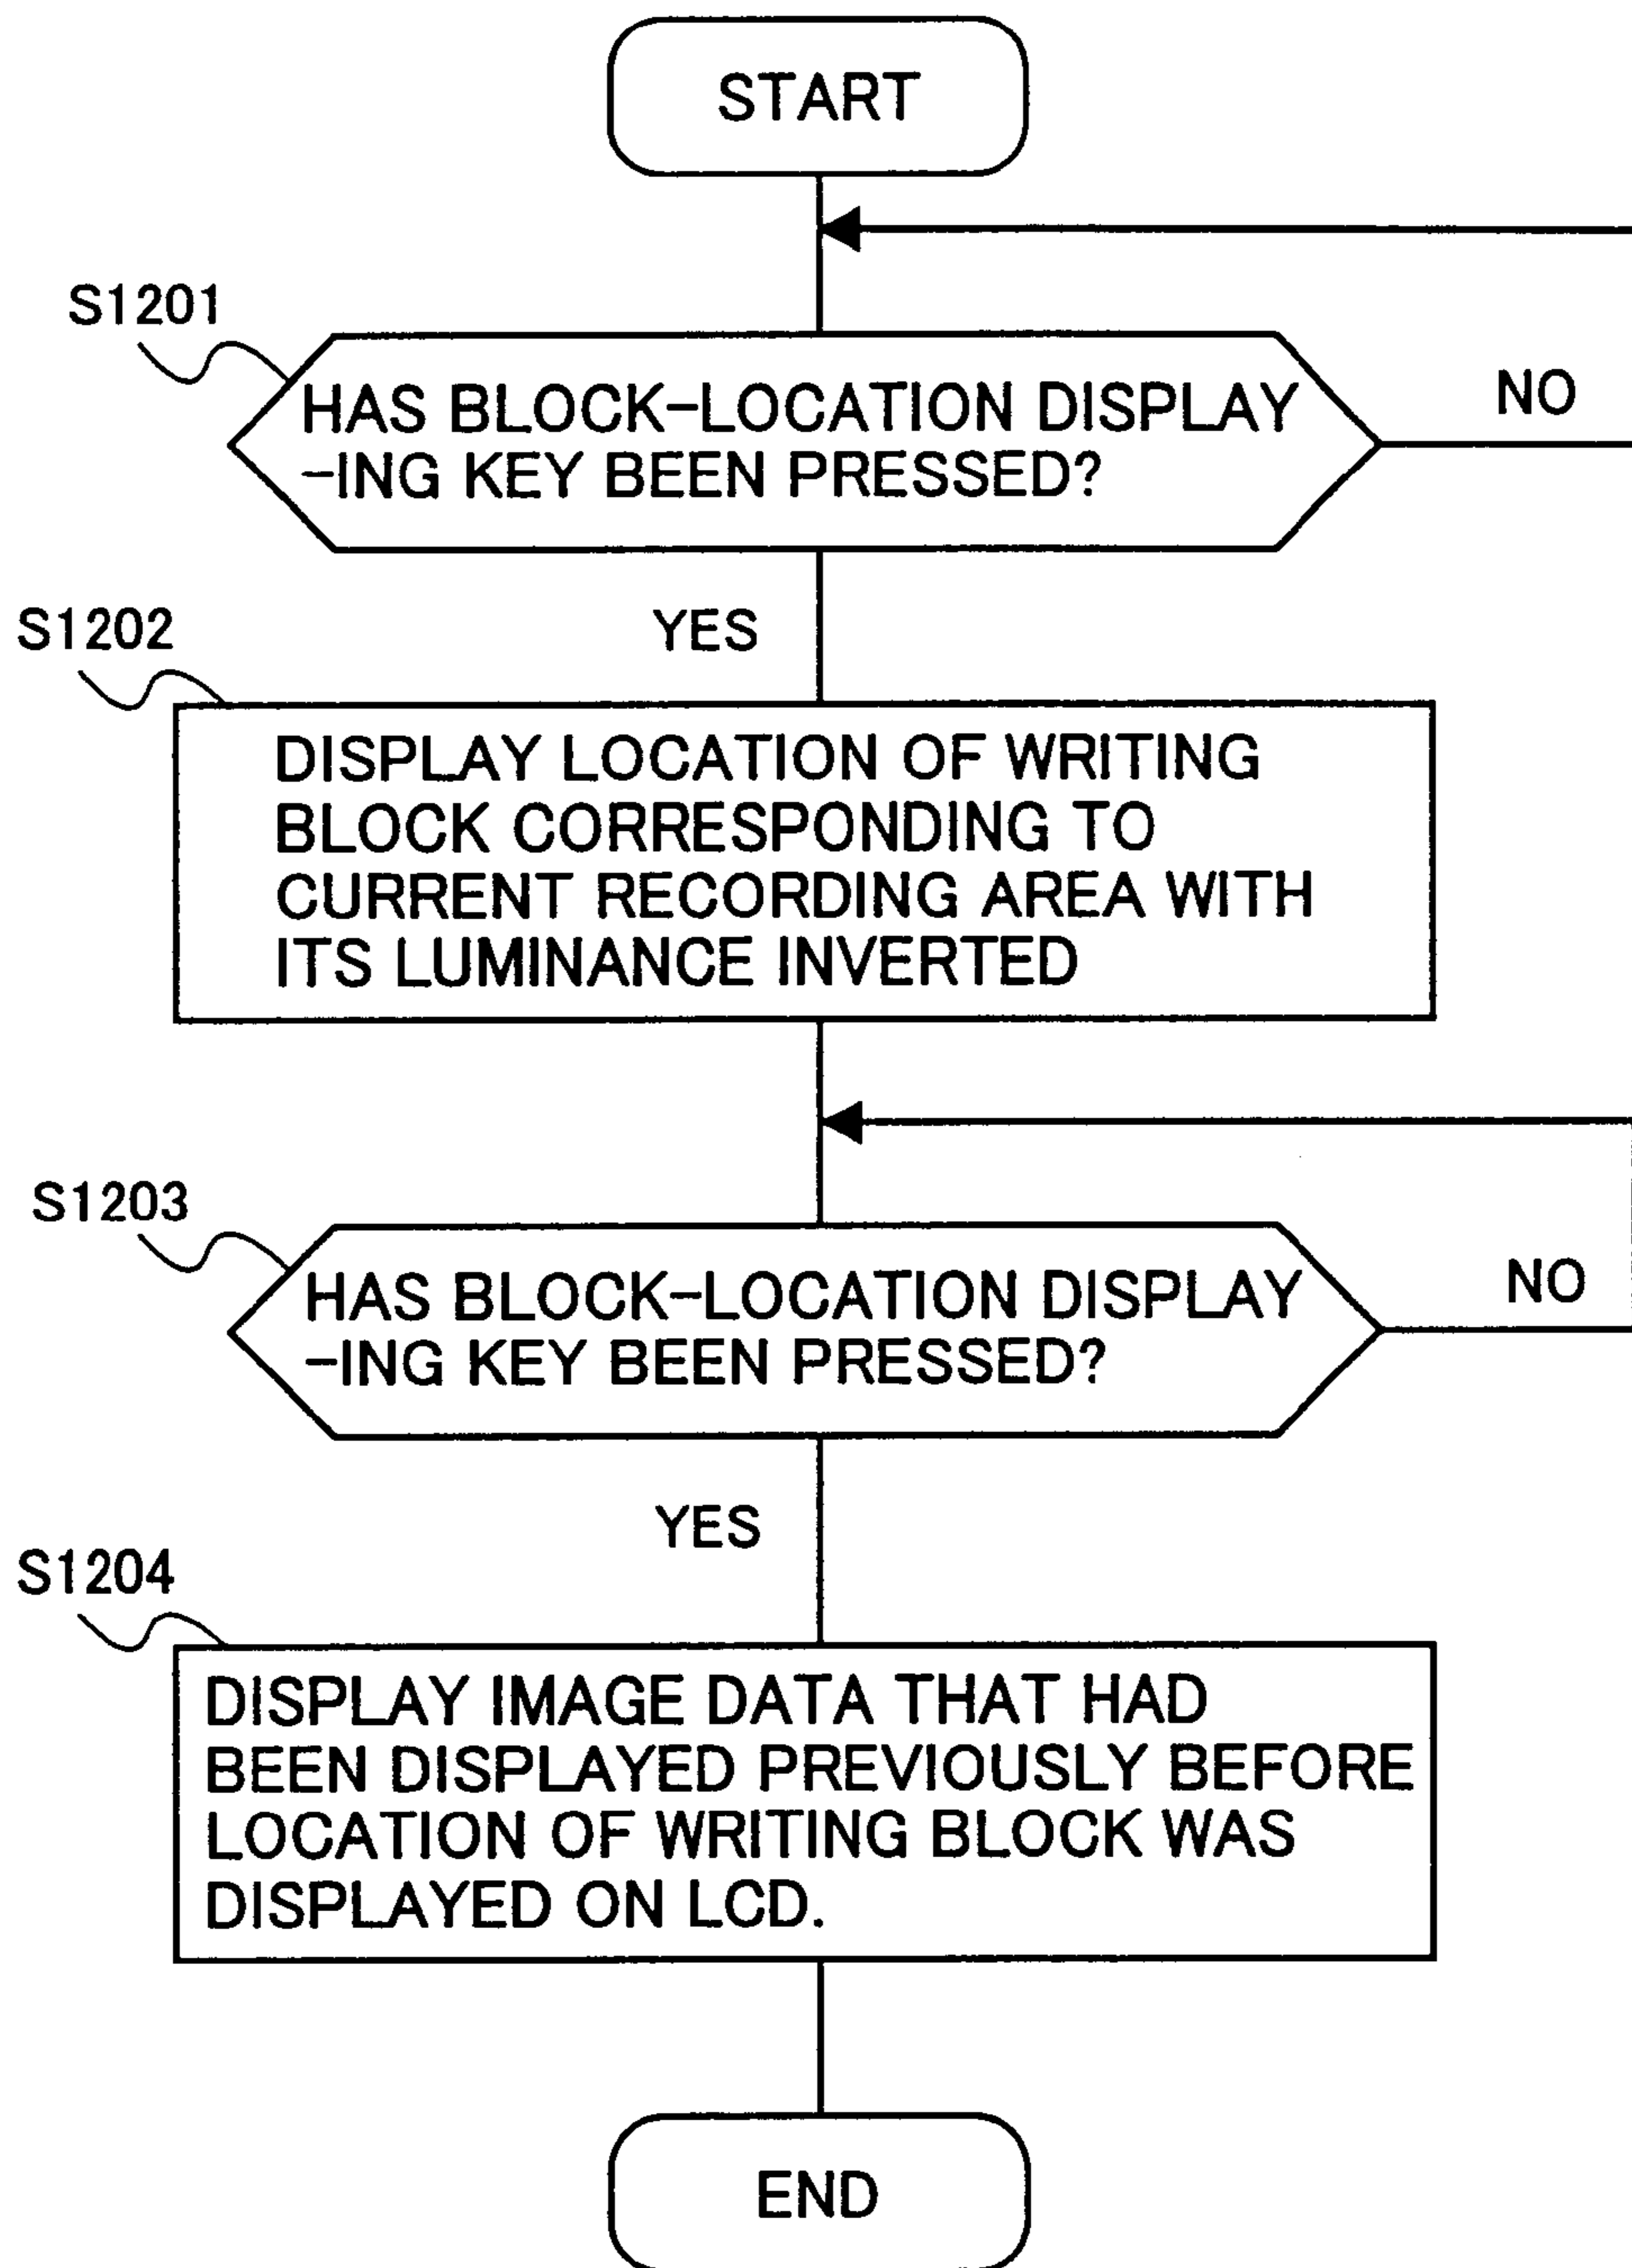 START
S1201
HAS BLOCK-LOCATION DISPLAY
-ING KEY BEEN PRESSED?
NO
YES
S1202
DISPLAY LOCATION OF WRITING
BLOCK CORRESPONDING TO
CURRENT RECORDING AREA WITH
ITS LUMINANCE INVERTED
S1203
HAS BLOCK-LOCATION DISPLAY
-ING KEY BEEN PRESSED?
NO
YES
S1204
DISPLAY IMAGE DATA THAT HAD
BEEN DISPLAYED PREVIOUSLY BEFORE
LOCATION OF WRITING BLOCK WAS
DISPLAYED ON LCD.
END